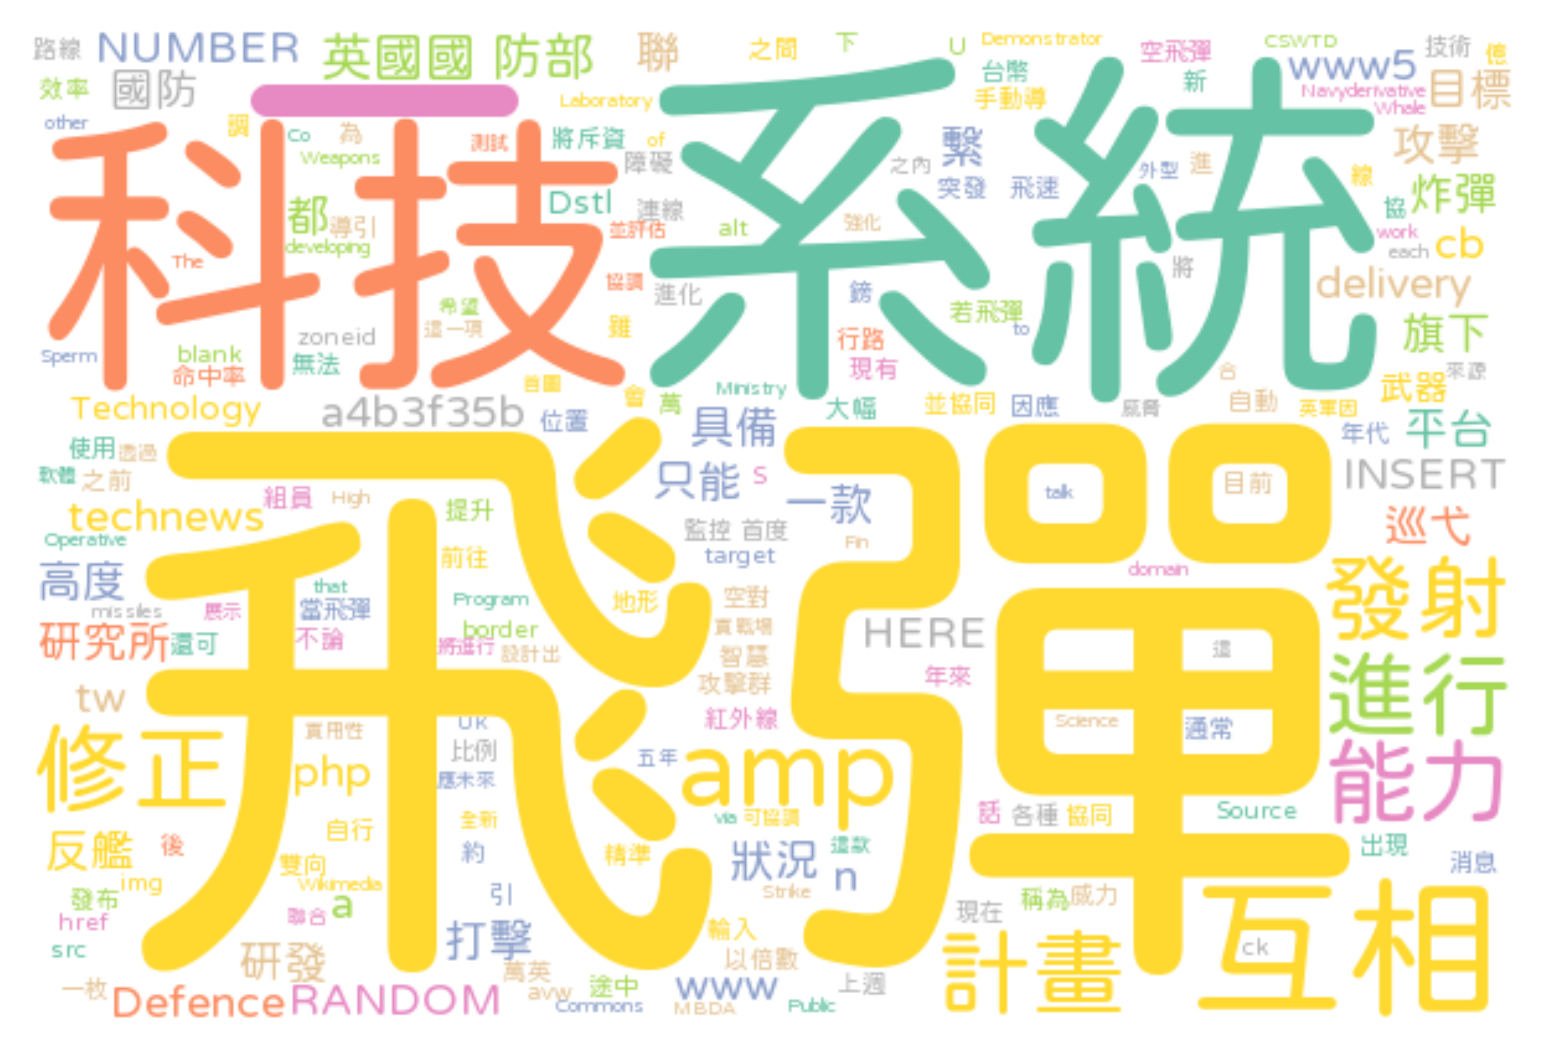 路線 NUMBER 英國國 防部 聯 之間 下 U Demonstrator 空飛彈 CSWTD 技術 億
效率 國防 一 Laboratory 台幣 手動導 新 www5 Navyderivative 目標
other 調 Co 為 測試 將斥資 of 繫 Whale 攻擊
科技 系統
Weapons 障礙 之內 外型 進 線
都 導引 Dstl 連線 突發 飛速 協 炸彈
The developing 並評估 alt 強化 work each cb
協調 進化 鎊 將 delivery
希望 若飛彈
zoneid 這一項 雖 行路 to 旗下
Sperm blank 無法 命中率 現有 來源
首圖 會 萬 Ministry 合 武器
Technology a4b3f35b 位置 具備 大幅 並協同 因應 威脅 自動 英軍因
使用 透過 年代 平台
飛彈
軟體 之前 組員 High 只能 S 一款 talk 目前 INSERT
technews 提升 監控 首度 巡弋
Operative 前往 target Fin domain
高度 that Program 地形 空對 發射
missiles 展示 當飛彈 border 實戰場 HERE
研究所 還可 不論 將進行 設計出 智慧 這 進行
tw 攻擊群 年來
修正 實用性 UK 紅外線 Science 通常
php 比例 五年 amp 能力
應未來
反艦 後 自行 全新 via 可協調 話 各種 協同 Source
雙向 約 精準 狀況 這款 出現 消息
img Wikimedia 引 Strike n
發布 聯合 a 稱為 威力 互相
href 打擊 輸入 現在
src 研發 以倍數 計畫 ck
一枚 萬英 途中 www 上週
Defence RANDOM avw Commons MBDA Public